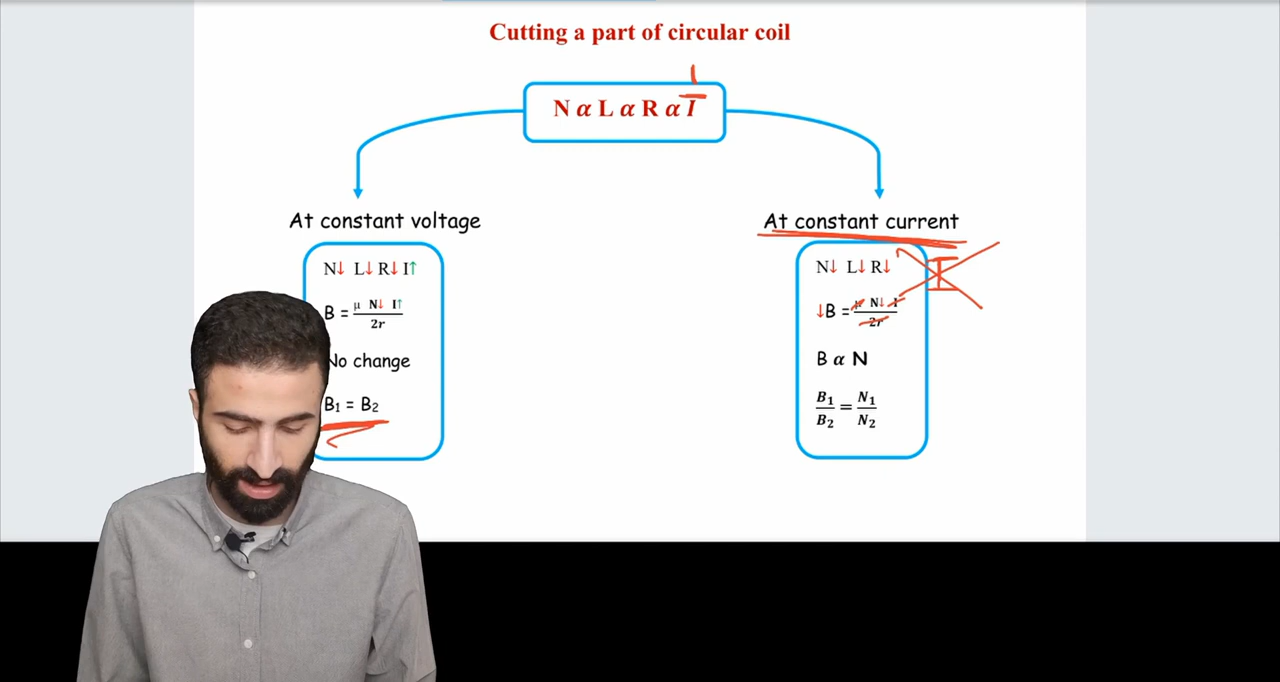 Cutting a part of circular coil
N α L α R α 1/I
At constant voltage
N↓ L↓ R↓ I↑
B = μ N↓ I↑ / 2r
No change
B₁ = B₂
At constant current
N↓ L↓ R↓ I
↓B = μ N↓ I / 2r
B α N
B₁/B₂ = N₁/N₂